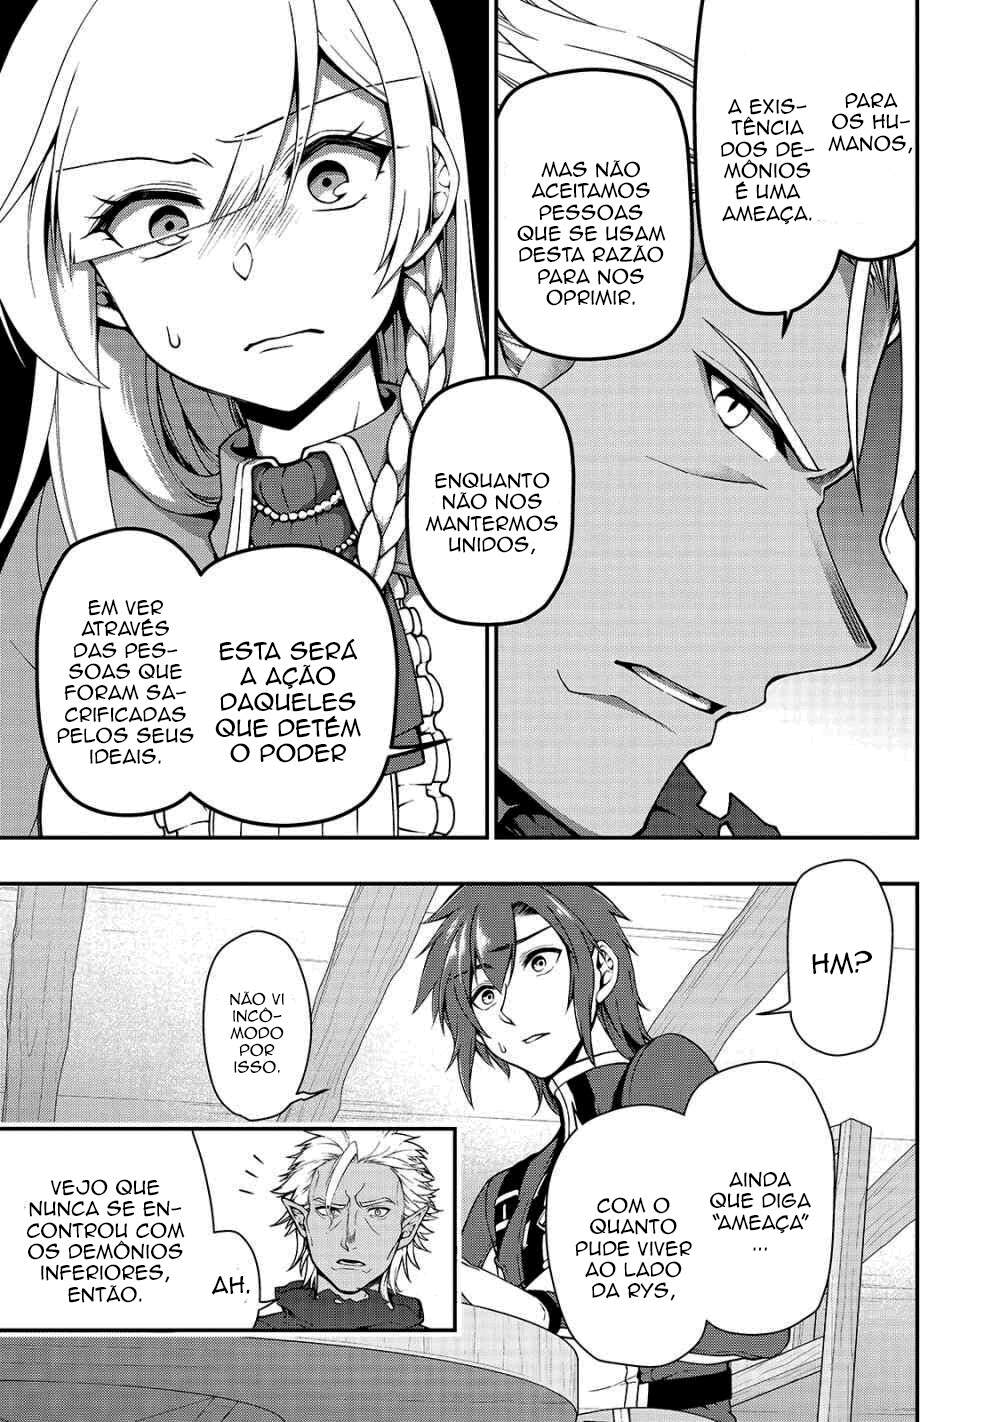 PARA
OS HU-
MANOS,
A EXIS-
TÊNCIA
DOS DE-
MÔNIOS
É UMA
AMEAÇA.
MAS NÃO
ACEITAMOS
PESSOAS
QUE SE USAM
DESTA RAZÃO
PARA NOS
OPRIMIR.
ENQUANTO
NÃO NOS
MANTERMOS
UNIDOS,
ESTA SERÁ
A AÇÃO
DAQUELES
QUE DETÉM
O PODER
EM VER
ATRAVÉS
DAS PES-
SOAS QUE
FORAM SA-
CRIFICADAS
PELOS SEUS
IDEAIS.
HM?
AINDA
QUE DIGA
"AMEAÇA"
...
COM O
QUANTO
PUDE VIVER
AO LADO
DA RYS,
NÃO VI
INCÔ-
MODO
POR
ISSO.
AH.
VEJO QUE
NUNCA SE EN-
CONTROU COM
OS DEMÔNIOS
INFERIORES,
ENTÃO.